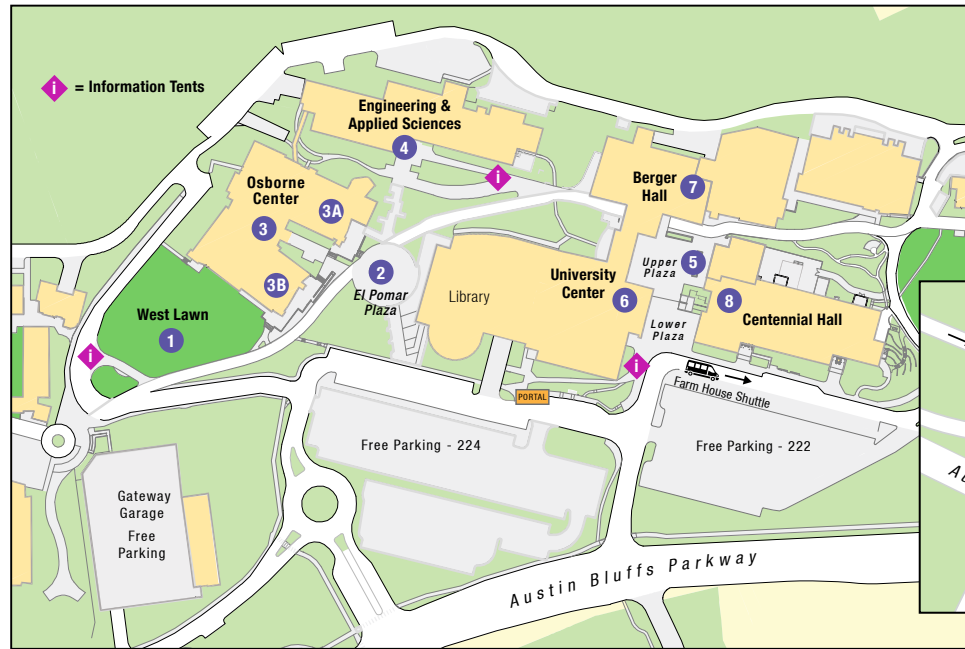 i = Information Tents
Engineering &
Applied Sciences
4
i
Osborne
Center
3A
3
3B
Berger
Hall
7
2
El Pomar
Plaza
Library
University
Center
6
Upper
Plaza
5
8
Centennial Hall
Lower
Plaza
West Lawn
1
i
i
Farm House Shuttle
PORTAL
Free Parking - 224
Free Parking - 222
Gateway
Garage
Free
Parking
Austin Bluffs Parkway